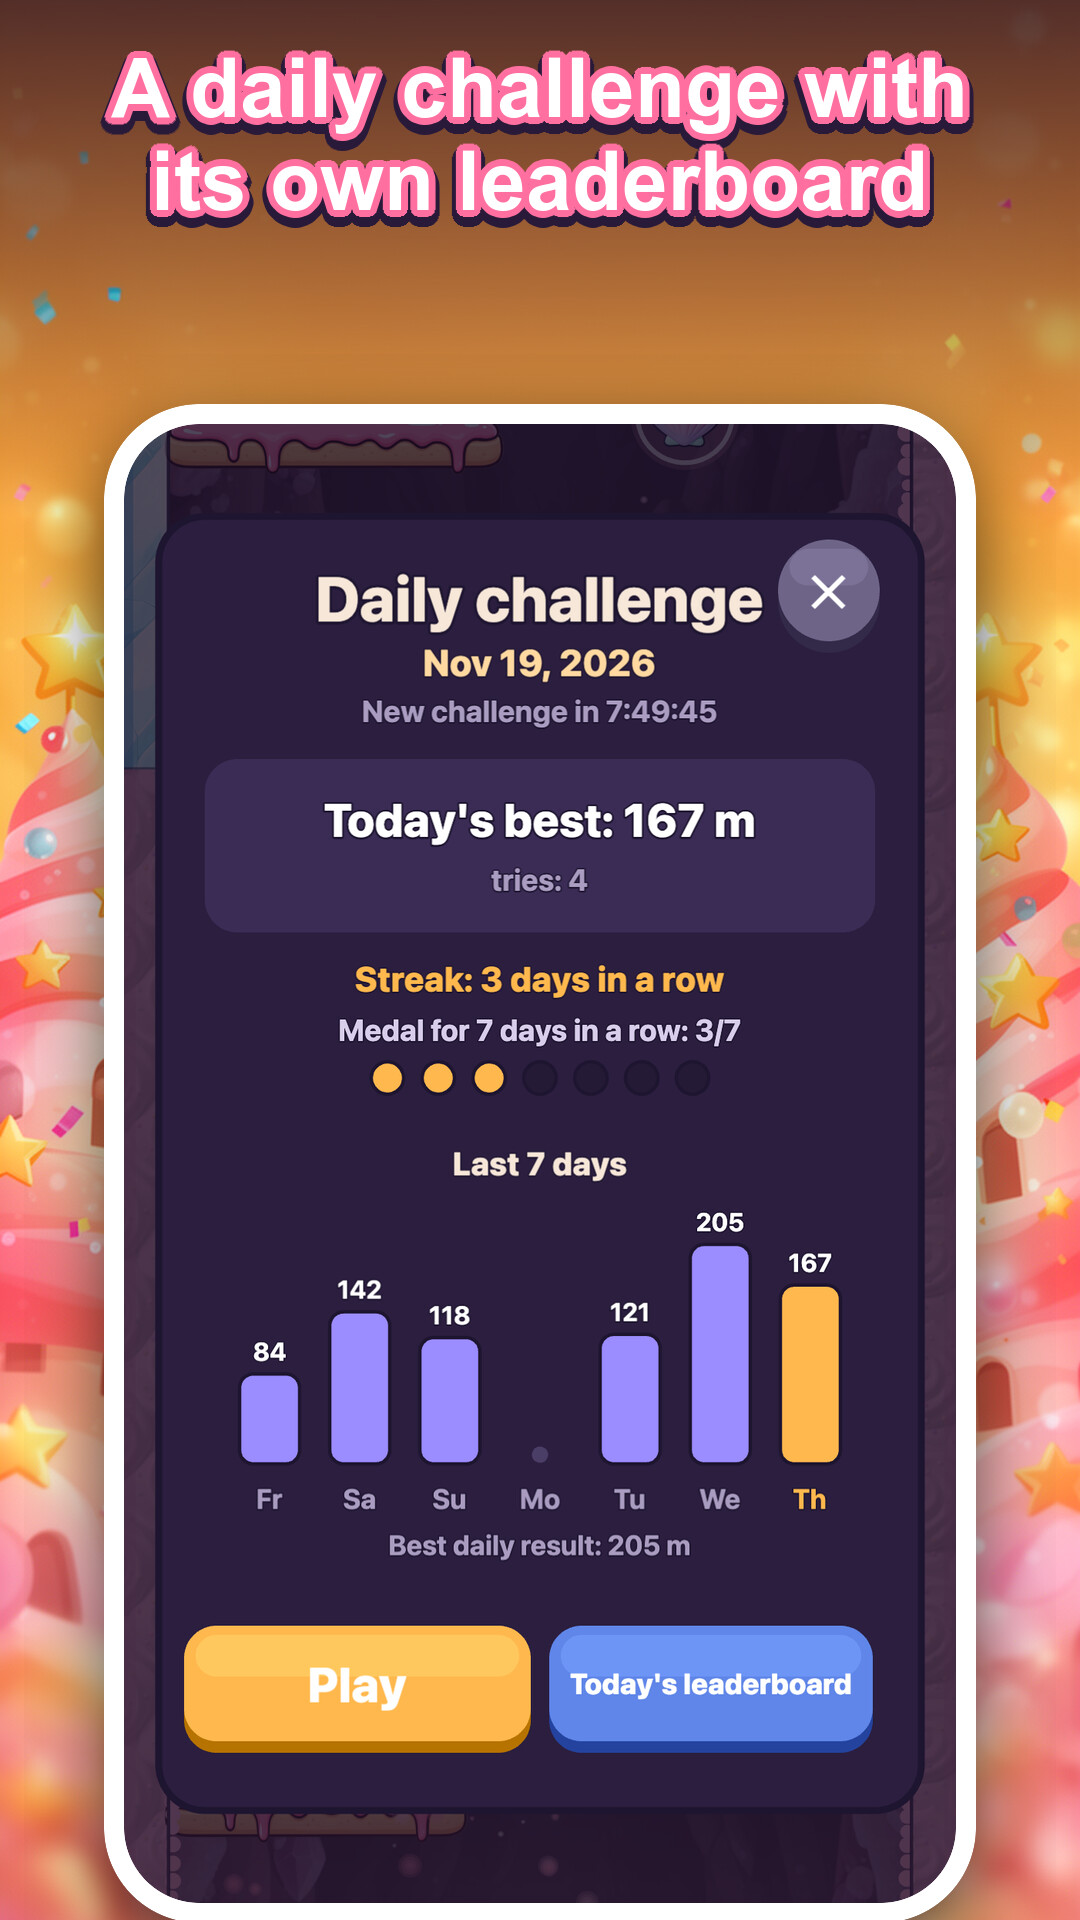 A daily challenge with
its own leaderboard
Daily challenge
Nov 19, 2026
New challenge in 7:49:45
Today's best: 167 m
tries: 4
Streak: 3 days in a row
Medal for 7 days in a row: 3/7
Last 7 days
84
142
118
121
205
167
Fr
Sa
Su
Mo
Tu
We
Th
Best daily result: 205 m
Play
Today's leaderboard